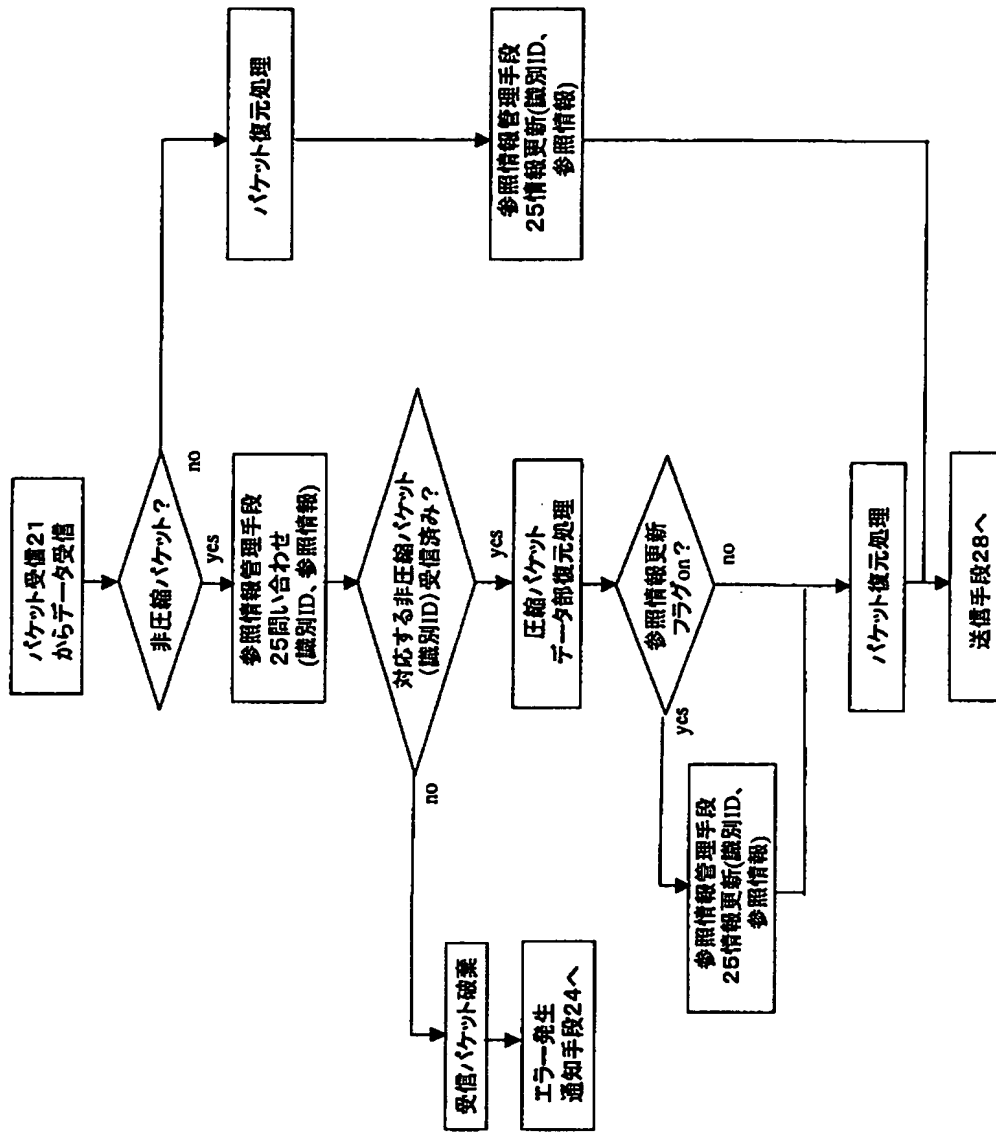 パケット受信21
からデータ受信
非圧縮パケット?
no
yes
パケット復元処理
参照情報管理手段
25問い合わせ
(識別ID、参照情報)
対応する非圧縮パケット
(識別ID)受信済み?
no
yes
参照情報管理手段
25情報更新(識別ID、
参照情報)
受信パケット破棄
エラー発生
通知手段24へ
圧縮パケット
データ部復元処理
参照情報更新
フラグon?
yes
no
参照情報管理手段
25情報更新(識別ID、
参照情報)
パケット復元処理
送信手段28へ